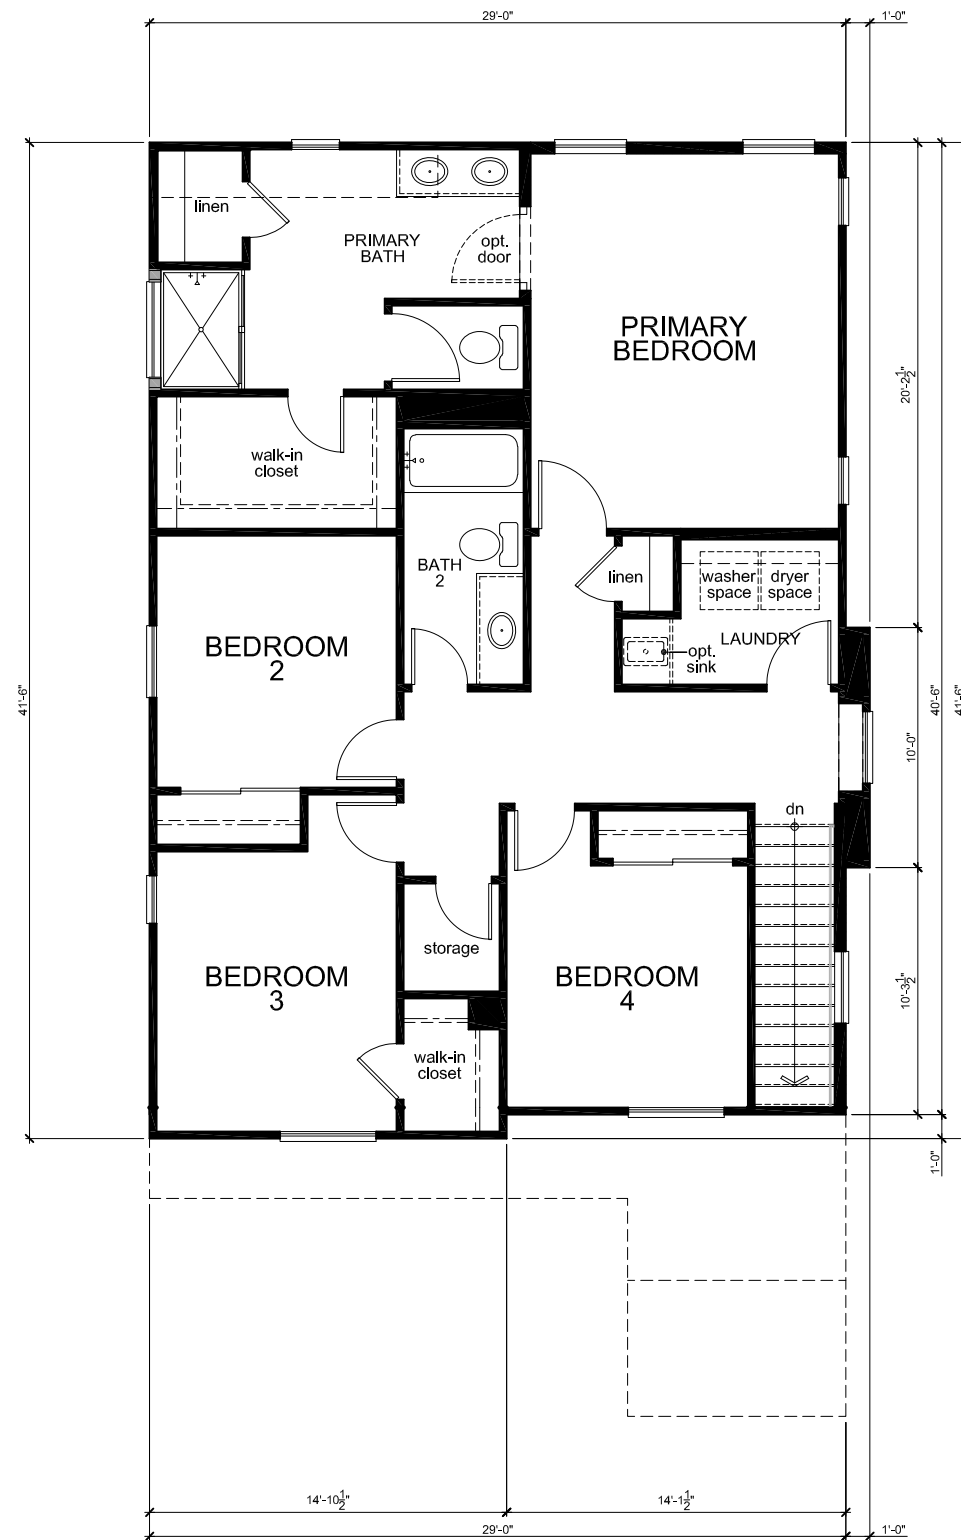 29'-0"
1'-0"
linen
PRIMARY
BATH
opt.
door
PRIMARY
BEDROOM
20'-2½"
walk-in
closet
BATH
2
linen
washer
space
dryer
space
LAUNDRY
opt.
sink
BEDROOM
2
41'-6"
10'-0"
40'-6"
41'-6"
dn
storage
BEDROOM
3
BEDROOM
4
10'-3½"
walk-in
closet
1'-0"
14'-10½"
14'-1½"
29'-0"
1'-0"